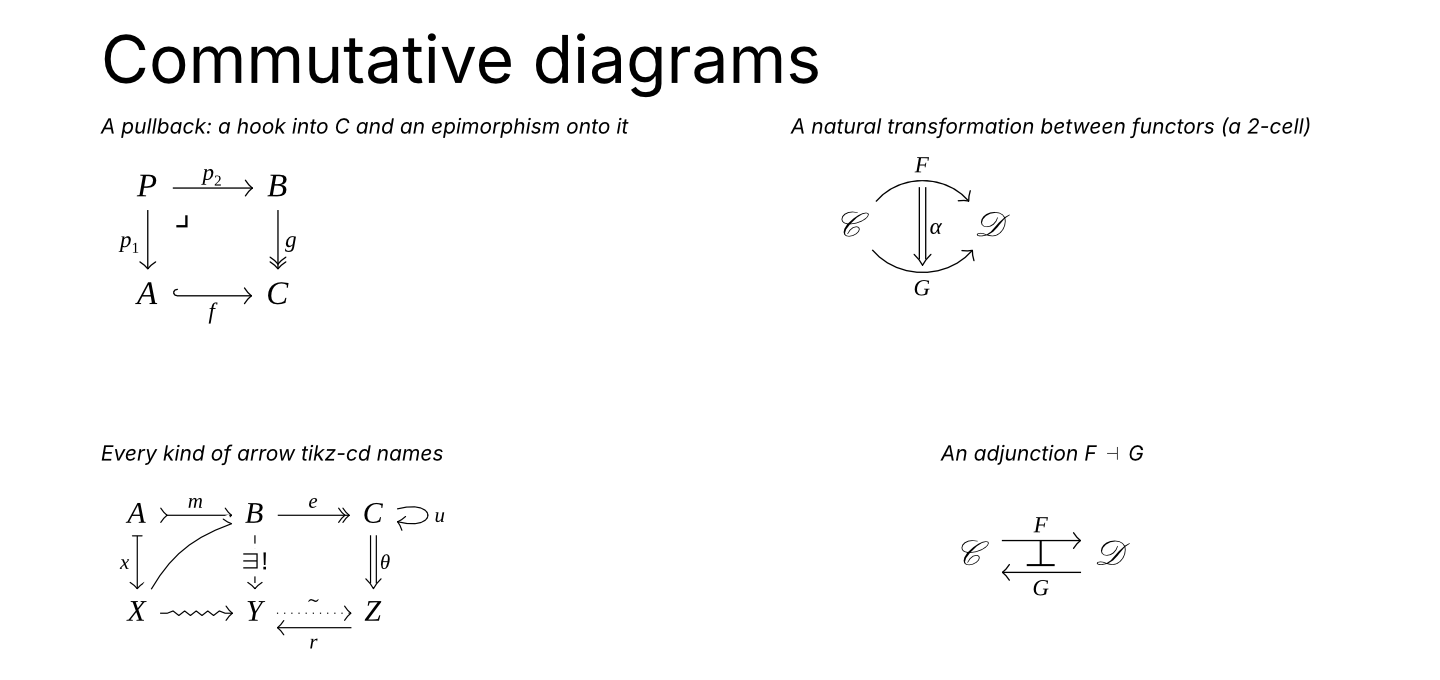 Commutative diagrams
A pullback: a hook into C and an epimorphism onto it
P p₂ B
p₁ g
A C
f
A natural transformation between functors (a 2-cell)
F
𝒞 α 𝒟
G
Every kind of arrow tikz-cd names
m e
A B C u
x ∃! θ
~
X Y Z
r
An adjunction F ⊣ G
F
𝒞 ⊥ 𝒟
G